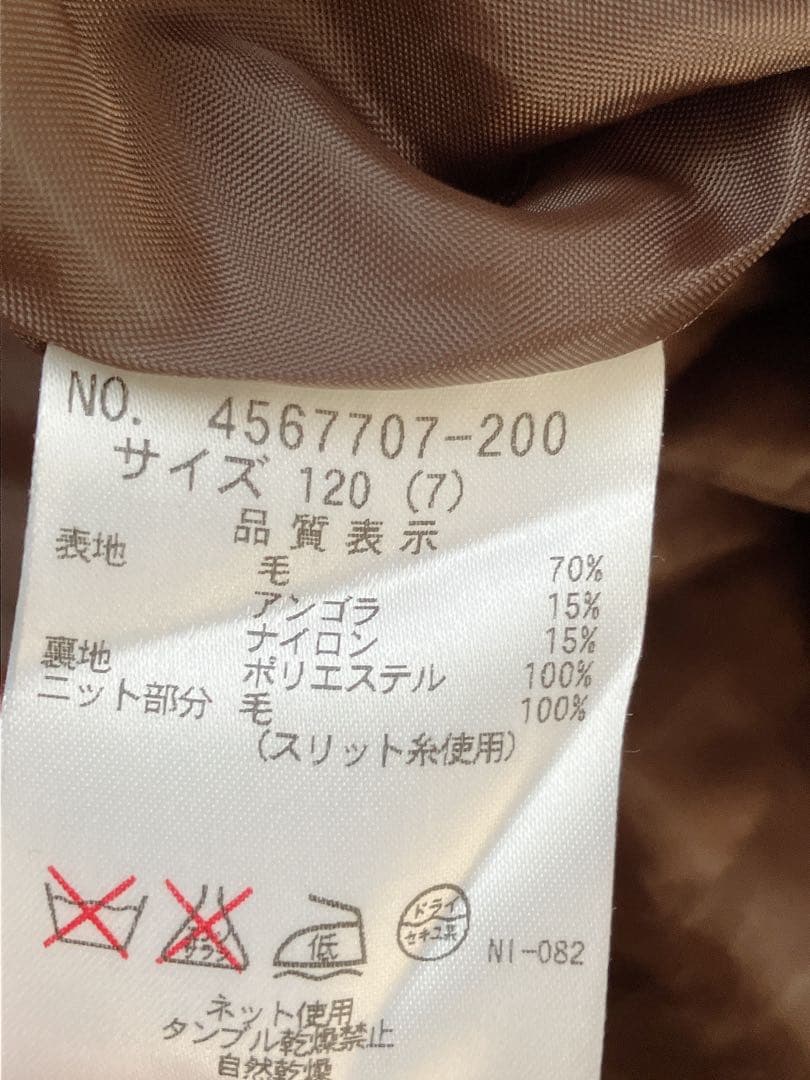 NO. 4567707-200
サイズ 120 (7)
品質表示
表地 毛 70%
アンゴラ 15%
ナイロン 15%
裏地 ポリエステル 100%
ニット部分 毛 100%
(スリット糸使用)
サラシ 低 ドライ
セキユ系
NI-082
ネット使用
タンブル乾燥禁止
自然乾燥